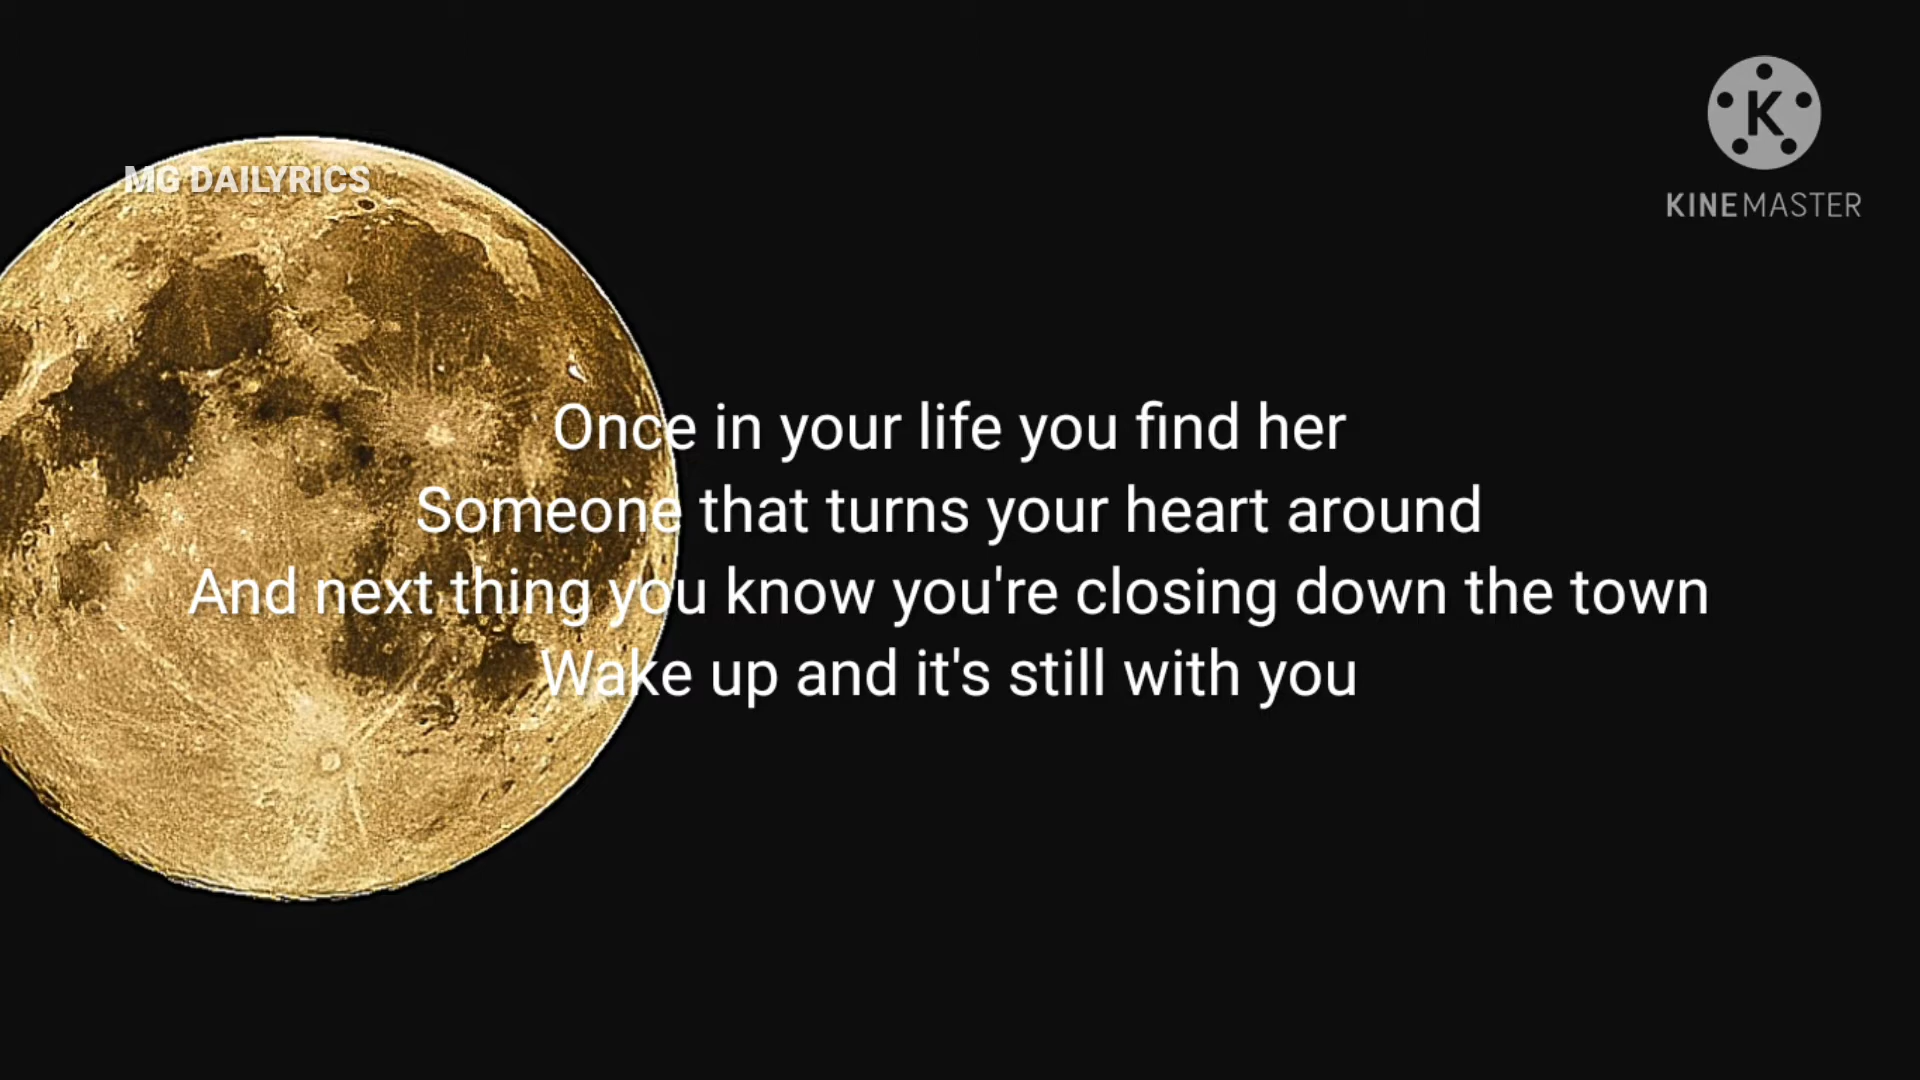 MG DAILYRICS
K
KINEMASTER
Once in your life you find her
Someone that turns your heart around
And next thing you know you're closing down the town
Wake up and it's still with you